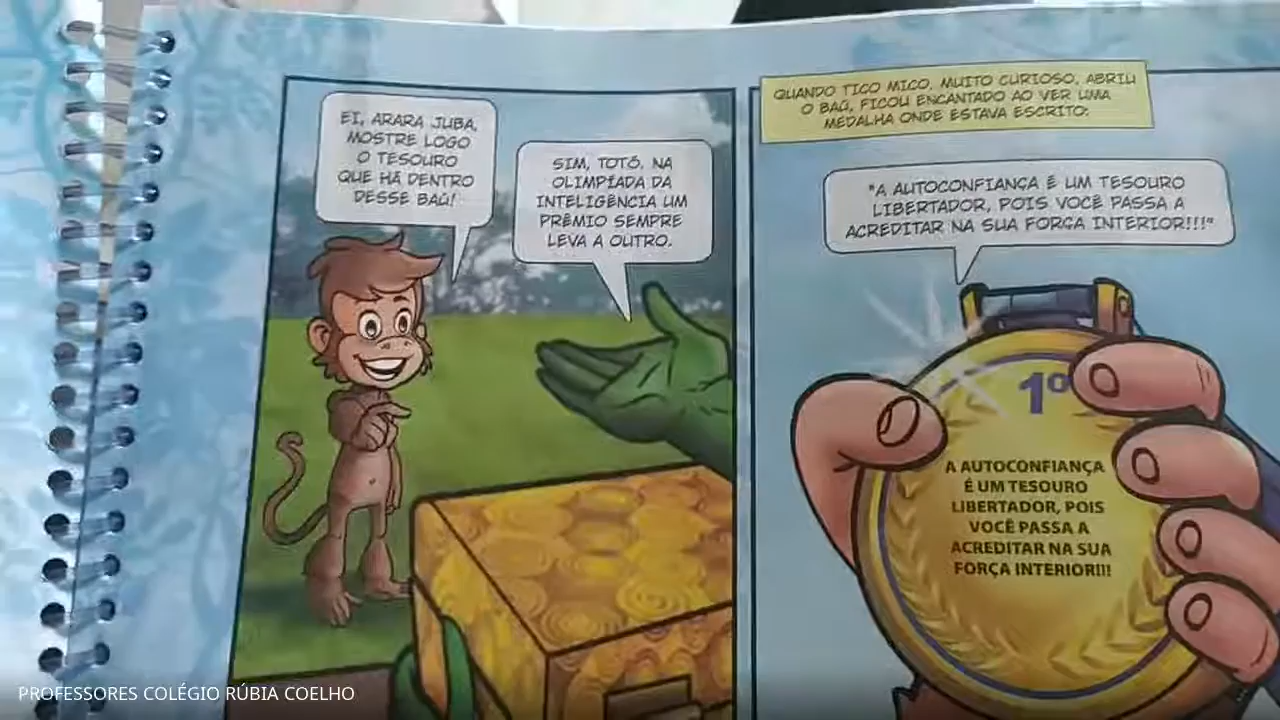 EI, ARARA JUBA,
MOSTRE LOGO
O TESOURO
QUE HÁ DENTRO
DESSE BAÚ!
SIM, TOTÓ. NA
OLIMPÍADA DA
INTELIGÊNCIA UM
PRÊMIO SEMPRE
LEVA A OUTRO.
QUANDO TICO MICO, MUITO CURIOSO, ABRIU
O BAÚ, FICOU ENCANTADO AO VER UMA
MEDALHA ONDE ESTAVA ESCRITO:
"A AUTOCONFIANÇA É UM TESOURO
LIBERTADOR, POIS VOCÊ PASSA A
ACREDITAR NA SUA FORÇA INTERIOR!!!"
1º
A AUTOCONFIANÇA
É UM TESOURO
LIBERTADOR, POIS
VOCÊ PASSA A
ACREDITAR NA SUA
FORÇA INTERIOR!!!
PROFESSORES COLÉGIO RÚBIA COELHO